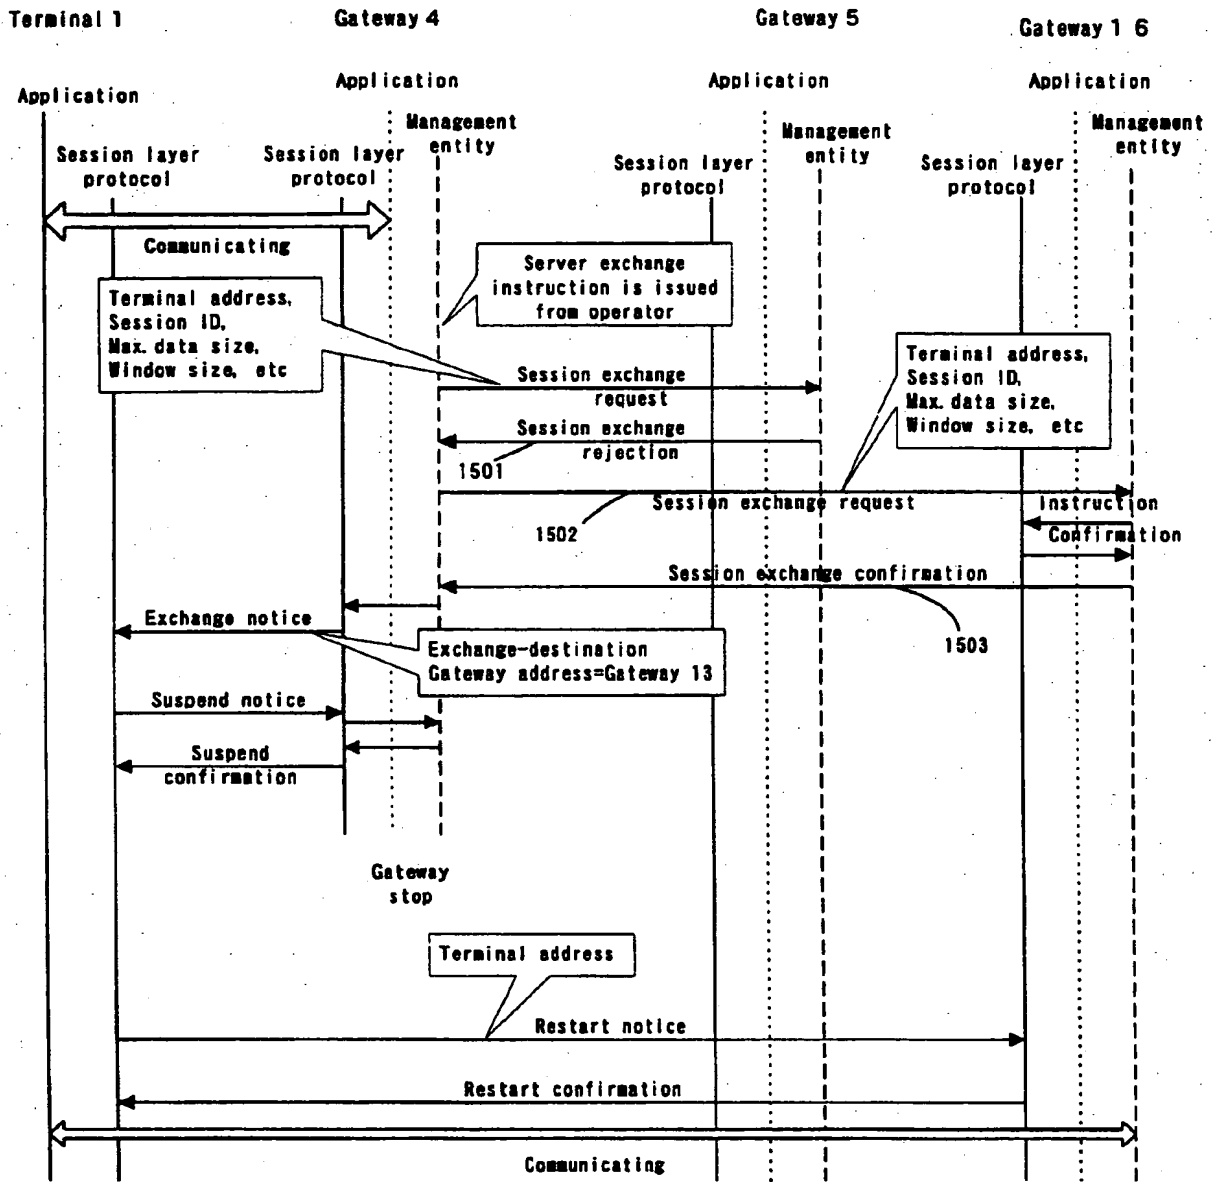 Terminal 1
Gateway 4
Gateway 5
Gateway 1 6
Application
Application
Application
Application
Management
entity
Management
entity
Management
entity
Session layer
protocol
Session layer
protocol
Session layer
protocol
Session layer
protocol
Communicating
Server exchange
instruction is issued
from operator
Terminal address,
Session ID,
Max. data size,
Window size, etc
Terminal address,
Session ID,
Max. data size,
Window size, etc
Session exchange
request
Session exchange
rejection
1501
Session exchange request
1502
Instruction
Confirmation
Session exchange confirmation
1503
Exchange notice
Exchange-destination
Gateway address=Gateway 13
Suspend notice
Suspend
confirmation
Gateway
stop
Terminal address
Restart notice
Restart confirmation
Communicating